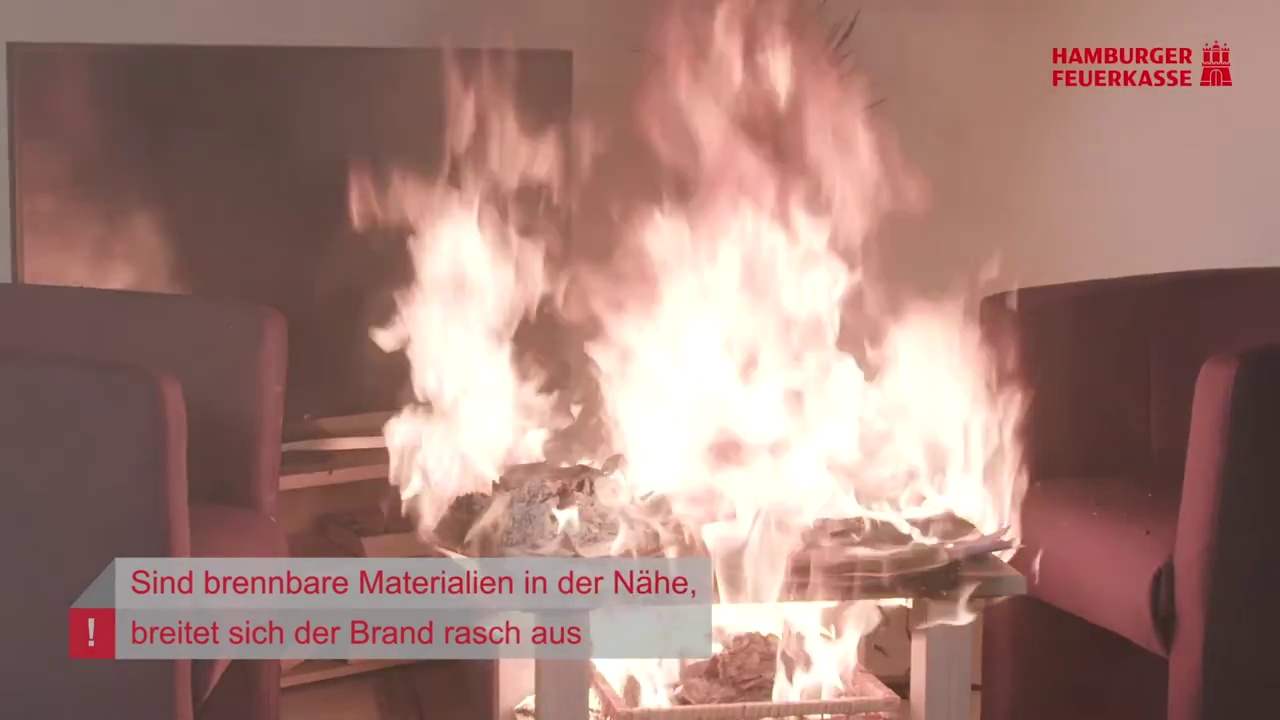 HAMBURGER
FEUERKASSE
Sind brennbare Materialien in der Nähe,
! breitet sich der Brand rasch aus